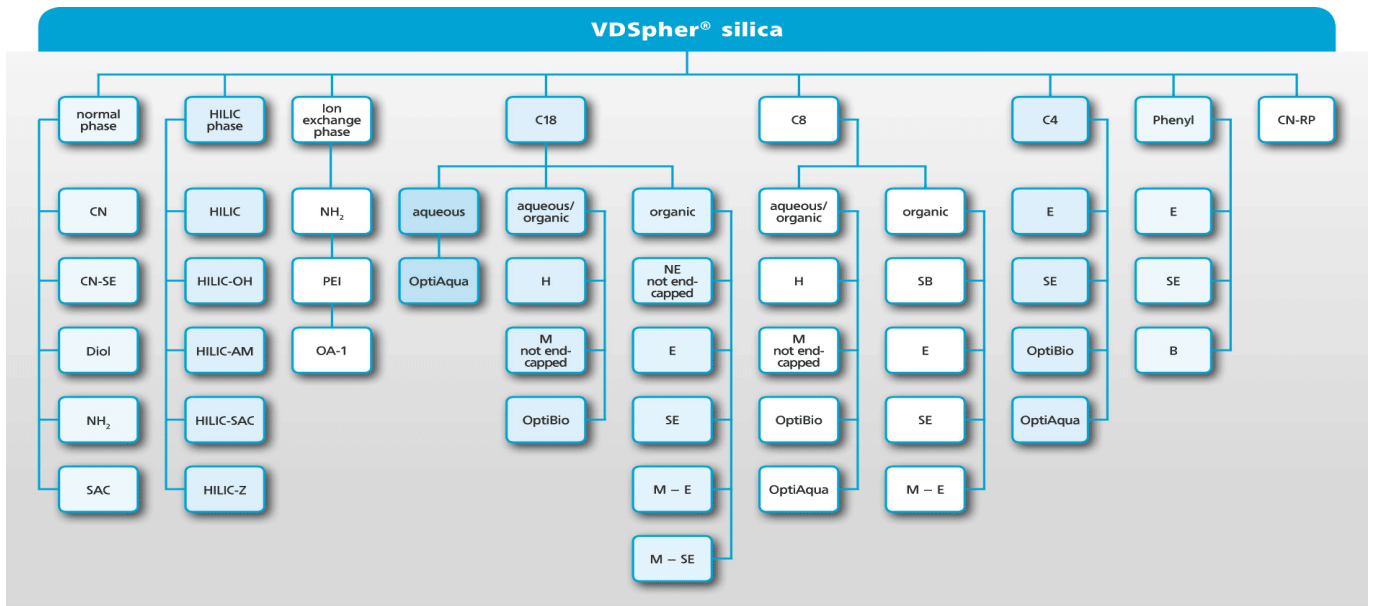 VDSpher® silica
normal
phase
HILIC
phase
Ion
exchange
phase
C18
C8
C4
Phenyl
CN-RP
CN
HILIC
NH₂
aqueous
aqueous/
organic
organic
aqueous/
organic
organic
E
E
CN-SE
HILIC-OH
PEI
OptiAqua
H
NE
not end-
capped
H
SB
SE
SE
Diol
HILIC-AM
OA-1
M
not end-
capped
E
M
not end-
capped
E
OptiBio
B
NH₂
HILIC-SAC
OptiBio
SE
OptiBio
SE
OptiAqua
SAC
HILIC-Z
M – E
OptiAqua
M – E
M – SE